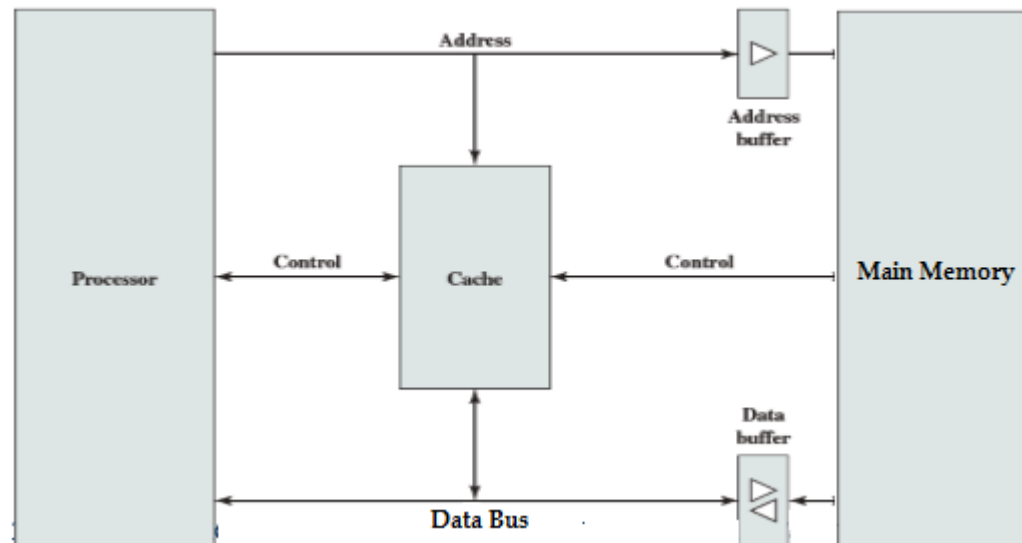 Address
Address
buffer
Processor
Control
Cache
Control
Main Memory
Data
buffer
Data Bus